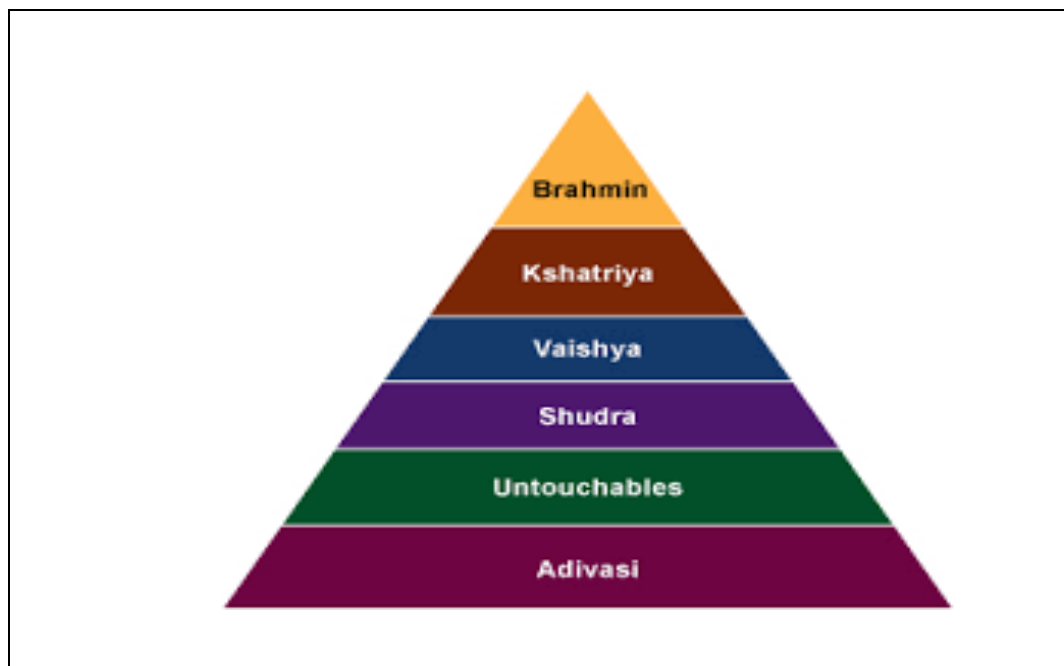 Brahmin
Kshatriya
Vaishya
Shudra
Untouchables
Adivasi